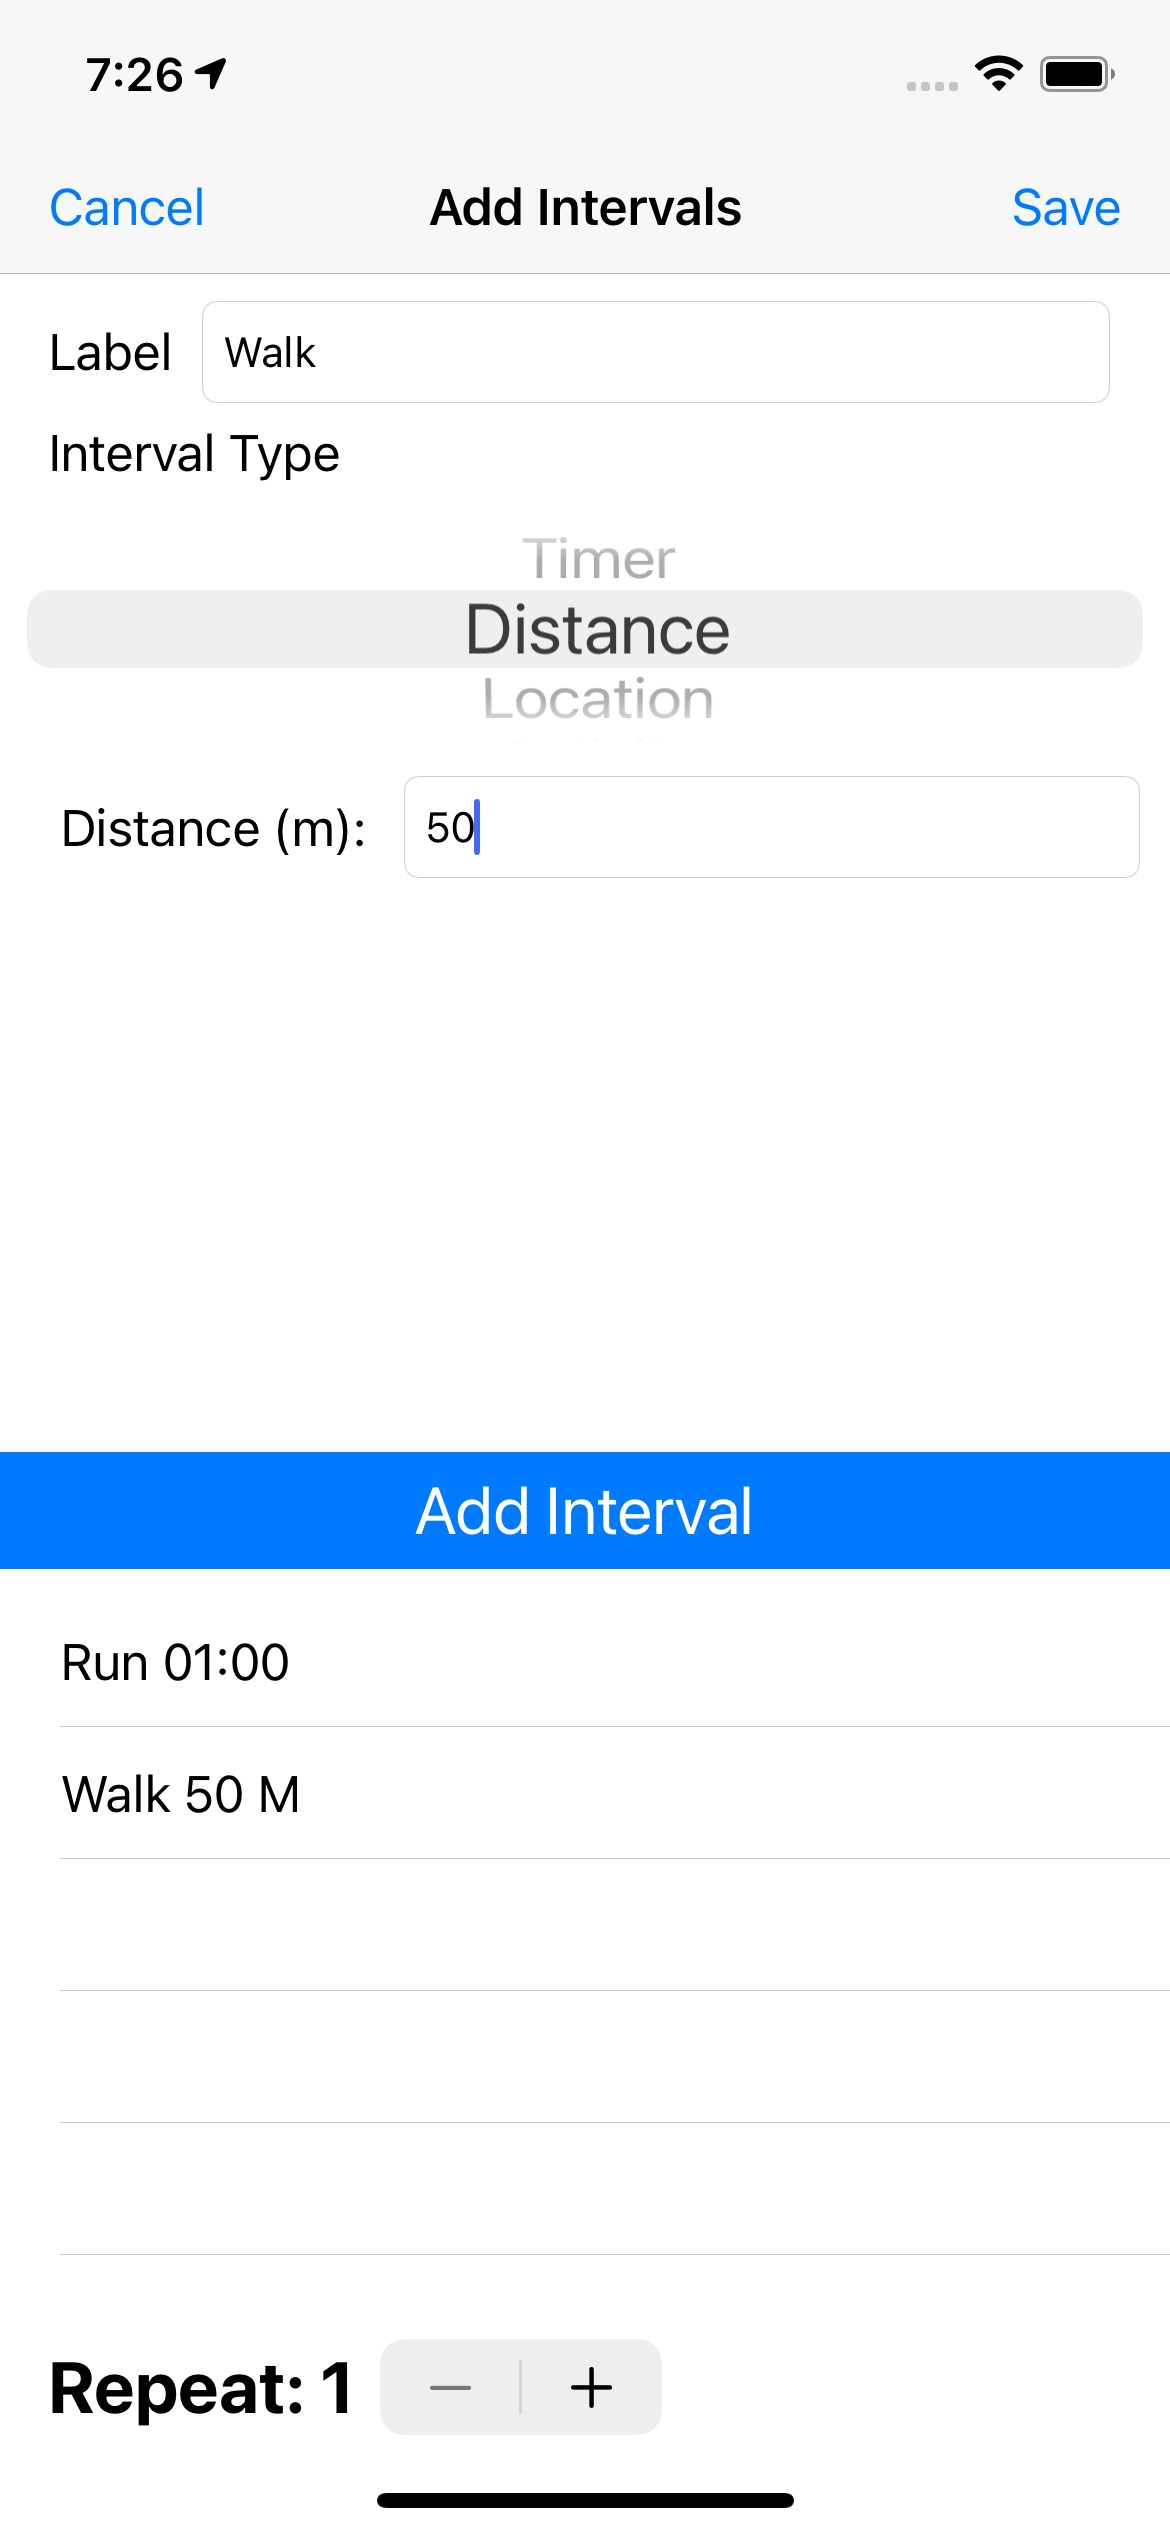 7:26
Cancel Add Intervals Save
Label Walk
Interval Type
Timer
Distance
Location
Distance (m): 50
Add Interval
Run 01:00
Walk 50 M
Repeat: 1 — +